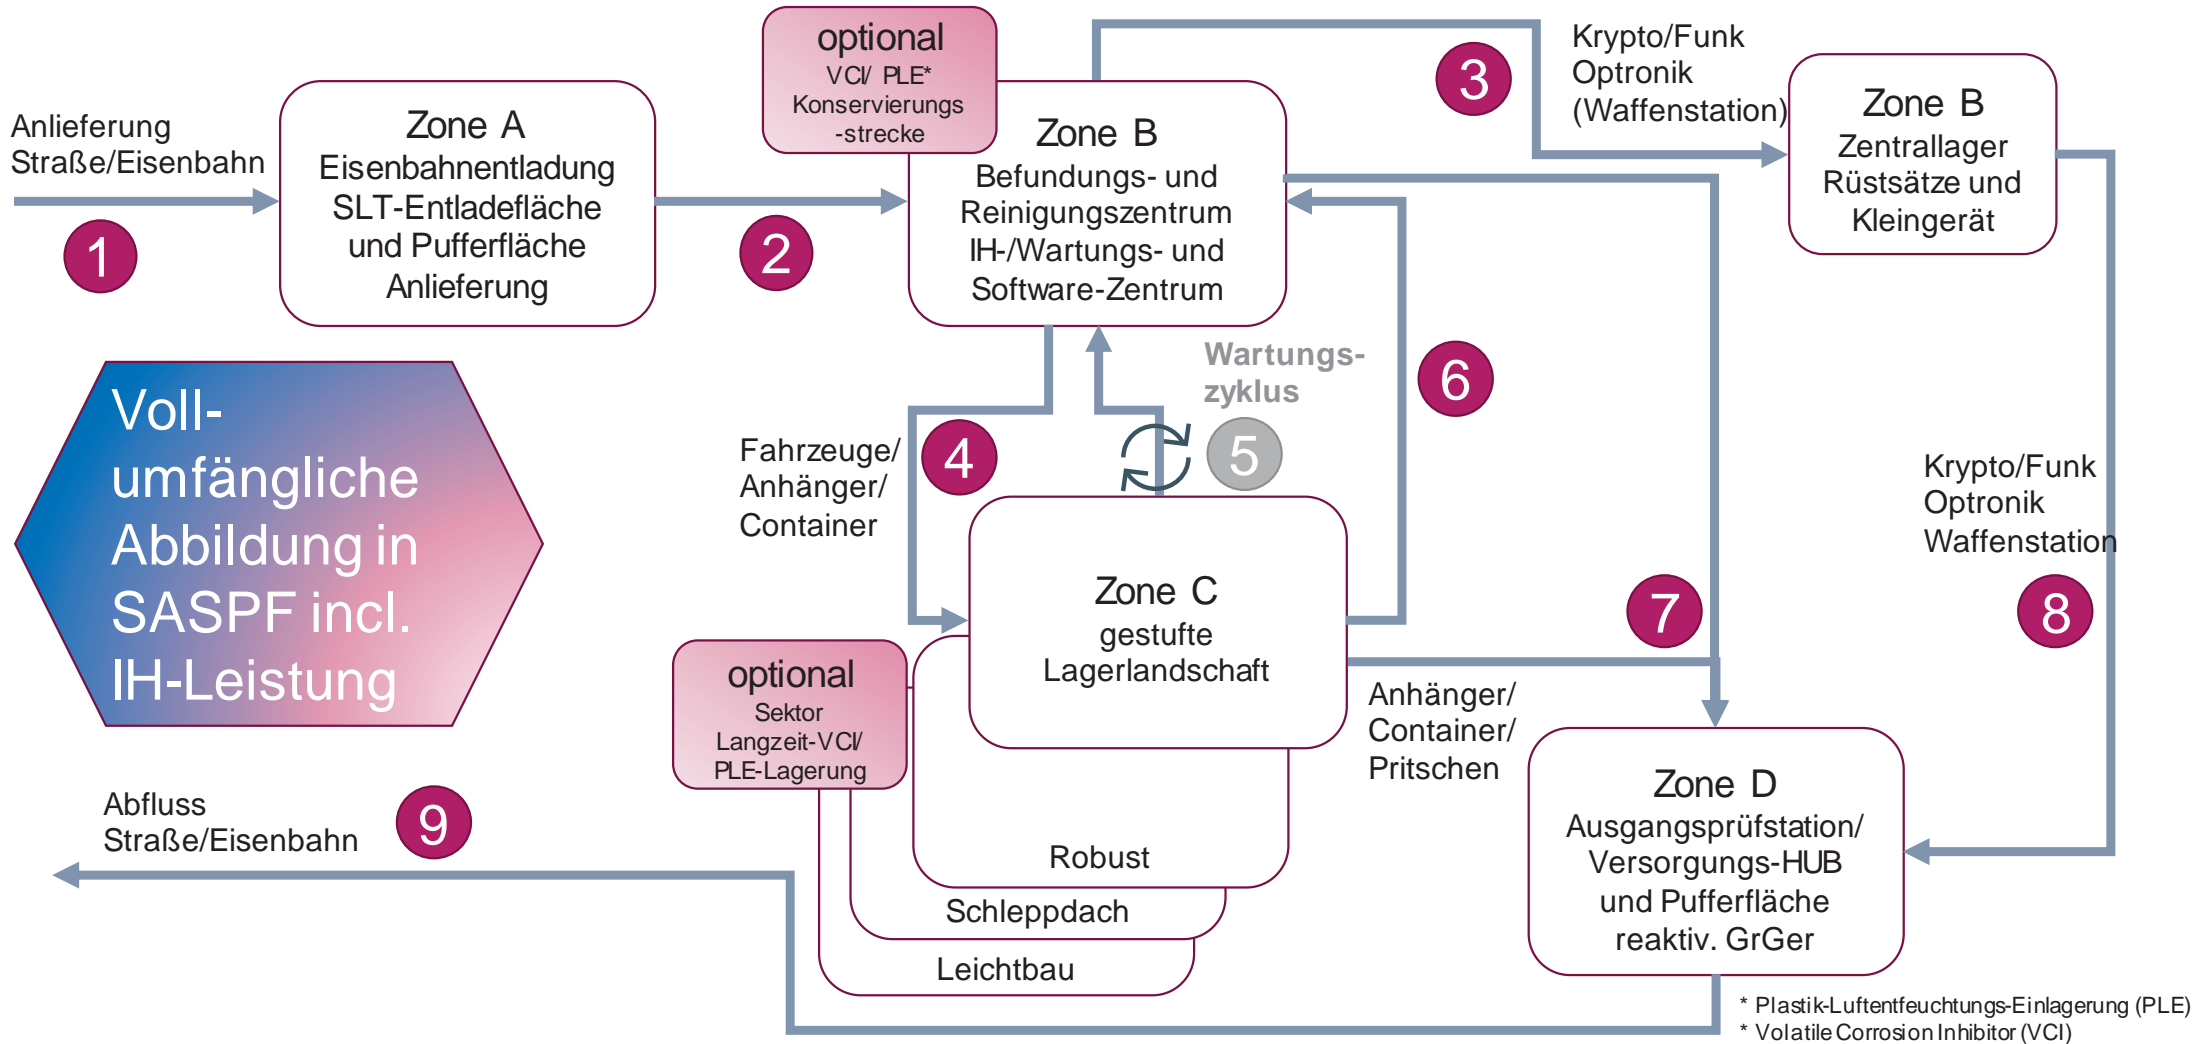 Anlieferung
Straße/Eisenbahn
1
Zone A
Eisenbahnentladung
SLT-Entladefläche
und Pufferfläche
Anlieferung
2
optional
VCI/ PLE*
Konservierungs
-strecke
Zone B
Befundungs- und
Reinigungszentrum
IH-/Wartungs- und
Software-Zentrum
3
Krypto/Funk
Optronik
(Waffenstation)
Zone B
Zentrallager
Rüstsätze und
Kleingerät
Voll-
umfängliche
Abbildung in
SASPF incl.
IH-Leistung
Fahrzeuge/
Anhänger/
Container
4
Wartungs-
zyklus
5
6
Zone C
gestufte
Lagerlandschaft
optional
Sektor
Langzeit-VCI/
PLE-Lagerung
Robust
Schleppdach
Leichtbau
7
Anhänger/
Container/
Pritschen
Krypto/Funk
Optronik
Waffenstation
8
Zone D
Ausgangsprüfstation/
Versorgungs-HUB
und Pufferfläche
reaktiv. GrGer
Abfluss
Straße/Eisenbahn
9
* Plastik-Luftentfeuchtungs-Einlagerung (PLE)
* Volatile Corrosion Inhibitor (VCI)